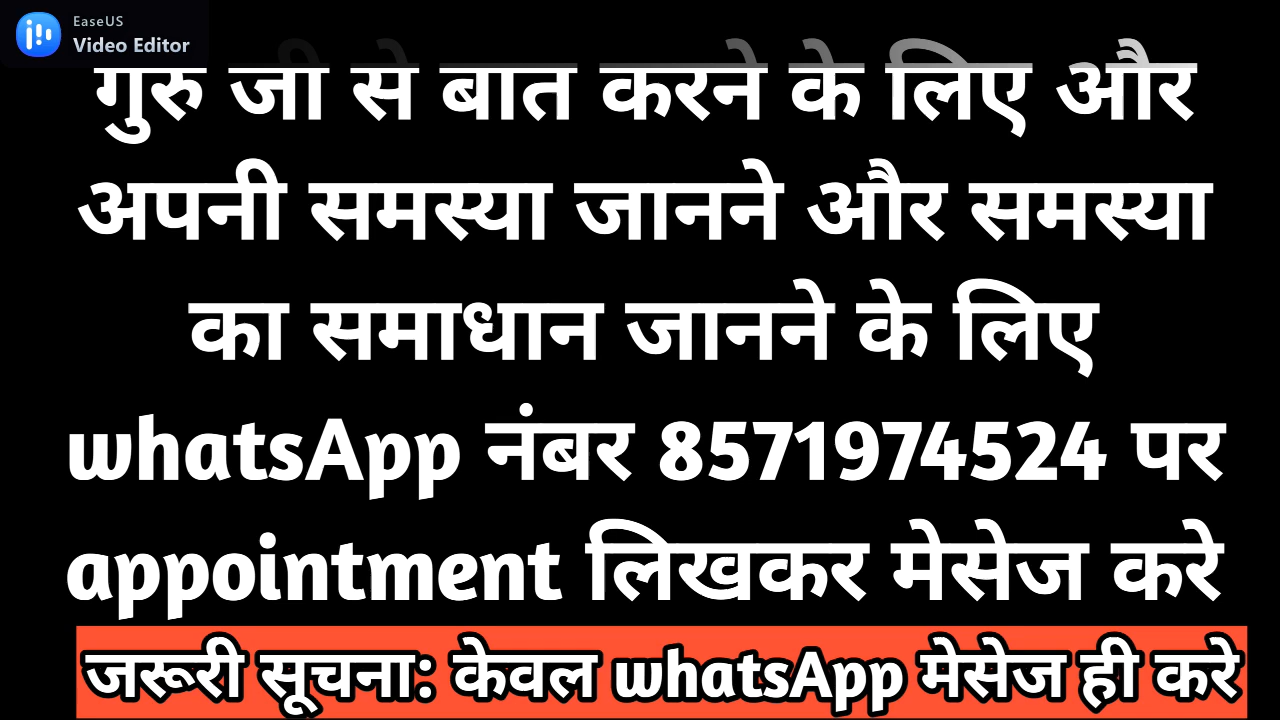 EaseUS
Video Editor
गुरु जी से बात करने के लिए और
अपनी समस्या जानने और समस्या
का समाधान जानने के लिए
whatsApp नंबर 8571974524 पर
appointment लिखकर मेसेज करे
जरूरी सूचना: केवल whatsApp मेसेज ही करे